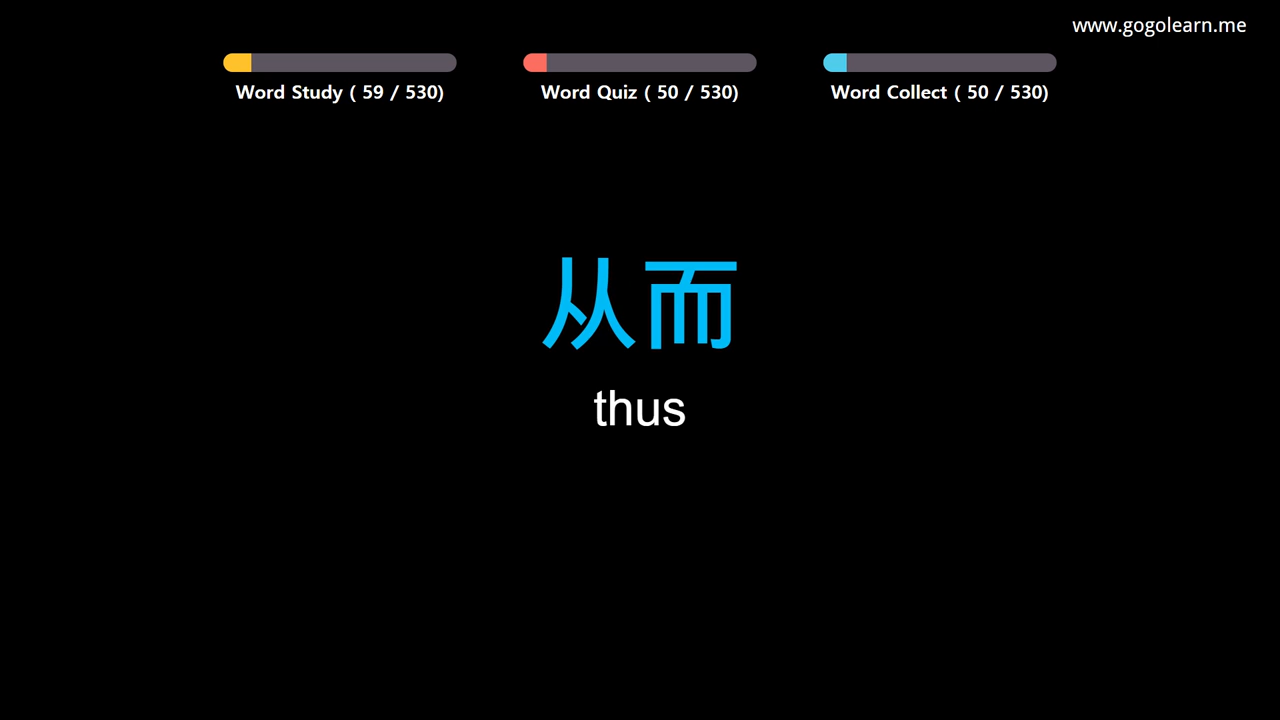 www.gogolearn.me
Word Study ( 59 / 530)
Word Quiz ( 50 / 530)
Word Collect ( 50 / 530)
从而
thus